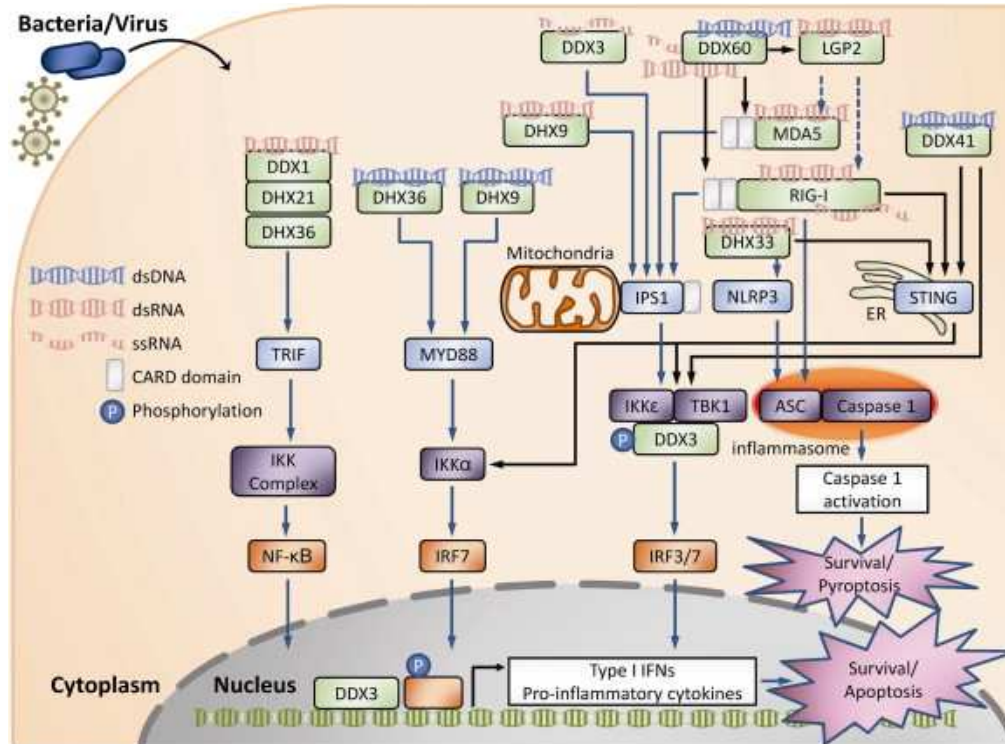 Bacteria/Virus
DDX3
DDX60
LGP2
DHX9
MDA5
DDX41
DDX1
DHX21
DHX36
DHX36
DHX9
RIG-I
DHX33
Mitochondria
IPS1
NLRP3
STING
ER
dsDNA
dsRNA
ssRNA
CARD domain
P Phosphorylation
TRIF
MYD88
IKKε
TBK1
P
DDX3
ASC
Caspase 1
inflammasome
IKK
Complex
IKKα
Caspase 1
activation
NF-κB
IRF7
IRF3/7
Survival/
Pyroptosis
Cytoplasm
Nucleus
DDX3
P
Type I IFNs
Pro-inflammatory cytokines
Survival/
Apoptosis